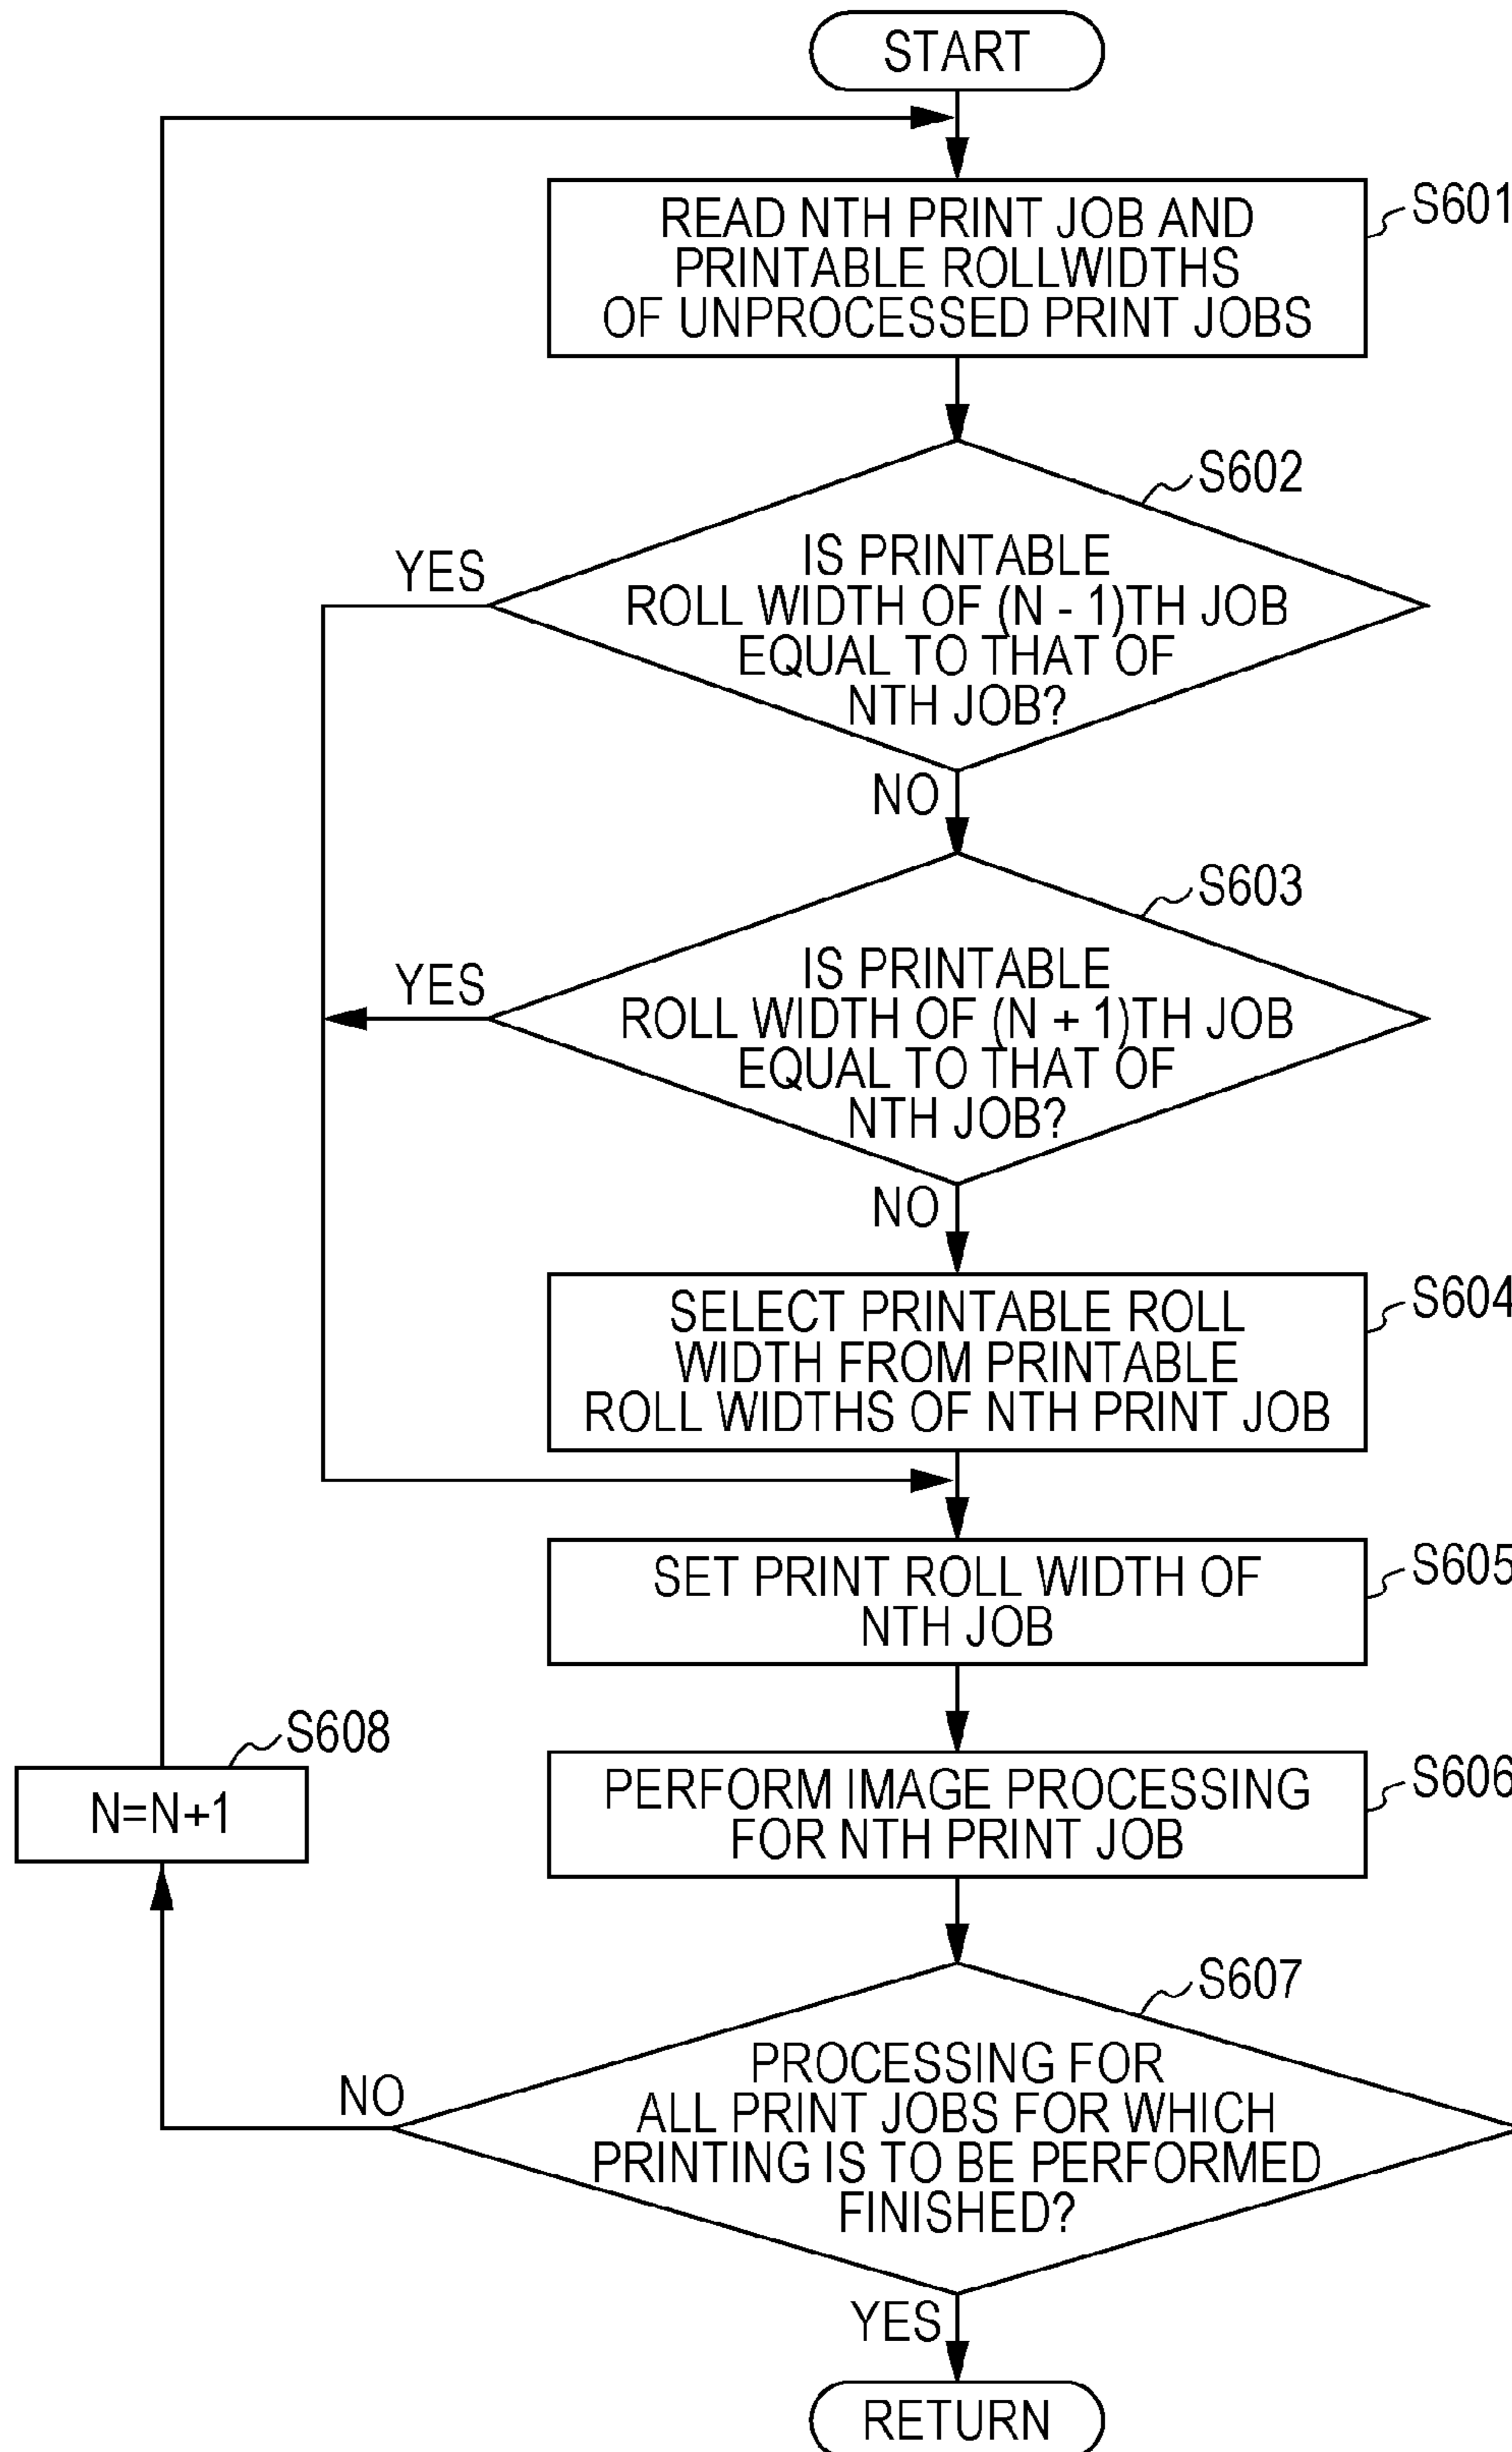 START
READ NTH PRINT JOB AND
PRINTABLE ROLLWIDTHS
OF UNPROCESSED PRINT JOBS
S601
S602
IS PRINTABLE
ROLL WIDTH OF (N - 1)TH JOB
EQUAL TO THAT OF
NTH JOB?
YES
NO
S603
IS PRINTABLE
ROLL WIDTH OF (N + 1)TH JOB
EQUAL TO THAT OF
NTH JOB?
YES
NO
SELECT PRINTABLE ROLL
WIDTH FROM PRINTABLE
ROLL WIDTHS OF NTH PRINT JOB
S604
SET PRINT ROLL WIDTH OF
NTH JOB
S605
S608
N=N+1
PERFORM IMAGE PROCESSING
FOR NTH PRINT JOB
S606
S607
PROCESSING FOR
ALL PRINT JOBS FOR WHICH
PRINTING IS TO BE PERFORMED
FINISHED?
NO
YES
RETURN